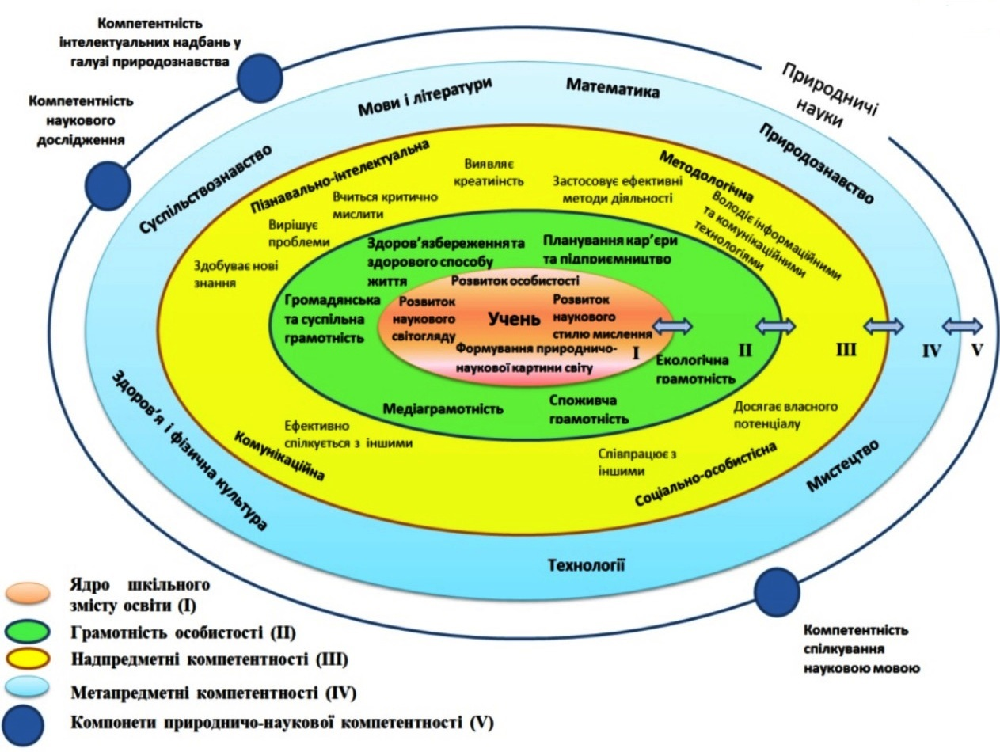 Компетентність
інтелектуальних надбань у
галузі природознавства
Компетентність
наукового
дослідження
Природничі
науки
Мови і літератури
Математика
Природознавство
Суспільствознавство
Пізнавально-інтелектуальна
Методологічна
Виявляє
креатиінсть
Вчиться критично
мислити
Застосовує ефективні
методи діяльності
Володіє інформаційними
та комунікаційними
технологіями
Вирішує
проблеми
Здобуває нові
знання
Здоров’язбереження та
здорового способу
життя
Планування кар’єри
та підприємництво
Розвиток особистості
Громадянська
та суспільна
грамотність
Розвиток
наукового
світогляду
Учень
Розвиток
наукового
стилю мислення
Формування природничо-
наукової картини світу
I
II
III
IV
V
Екологічна
грамотність
Медіаграмотність
Споживча
грамотність
Досягає власного
потенціалу
Ефективно
спілкується з іншими
Комунікаційна
Співпрацює з
іншими
Соціально-особистісна
Мистецтво
Здоров’я і фізична культура
Технології
Ядро шкільного
змісту освіти (I)
Грамотність особистості (II)
Надпредметні компетентності (III)
Метапредметні компетентності (IV)
Компонети природничо-наукової компетентності (V)
Компетентність
спілкування
науковою мовою